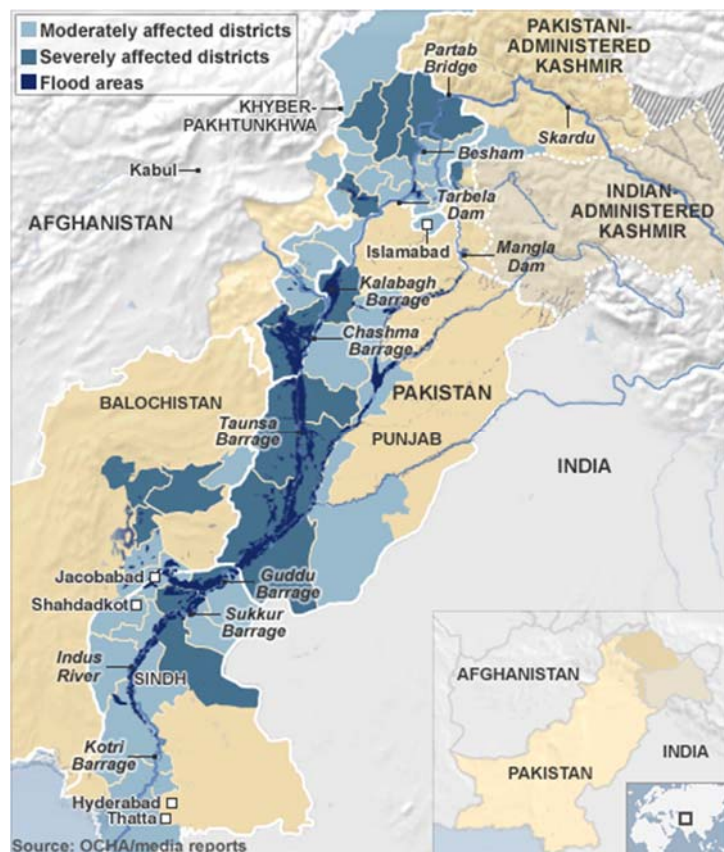 Moderately affected districts
Severely affected districts
Flood areas
PAKISTANI-
ADMINISTERED
KASHMIR
Partab
Bridge
KHYBER-
PAKHTUNKHWA
Skardu
Besham
Kabul
Tarbela
Dam
INDIAN-
ADMINISTERED
KASHMIR
AFGHANISTAN
Islamabad
Mangla
Dam
Kalabagh
Barrage
Chashma
Barrage
BALOCHISTAN
PAKISTAN
Taunsa
Barrage
PUNJAB
INDIA
Jacobabad
Guddu
Barrage
Shahdadkot
Sukkur
Barrage
Indus
River
SINDH
Kotri
Barrage
Hyderabad
Thatta
AFGHANISTAN
INDIA
PAKISTAN
Source: OCHA/media reports